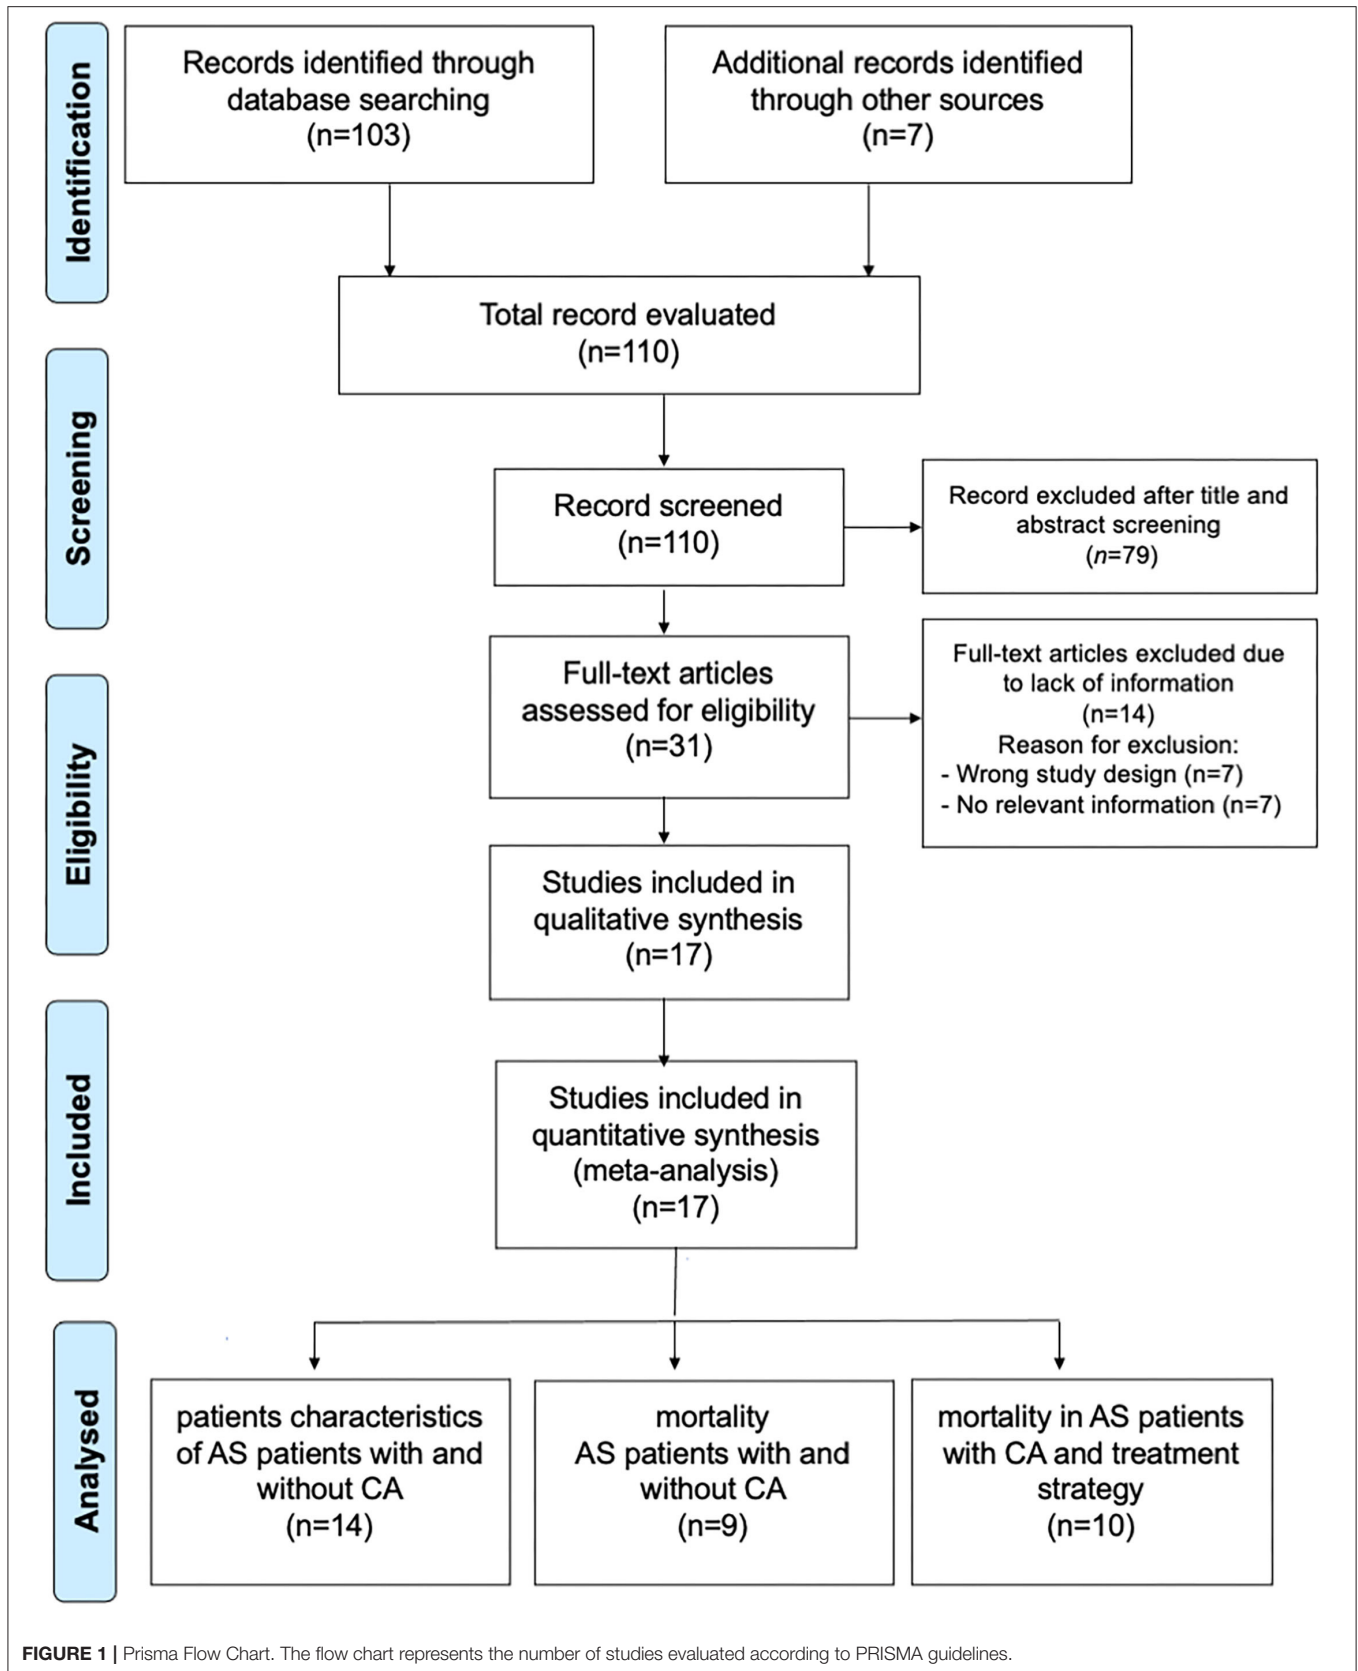 Identification
Records identified through
database searching
(n=103)
Additional records identified
through other sources
(n=7)
Total record evaluated
(n=110)
Screening
Record screened
(n=110)
Record excluded after title and
abstract screening
(n=79)
Eligibility
Full-text articles
assessed for eligibility
(n=31)
Full-text articles excluded due
to lack of information
(n=14)
Reason for exclusion:
- Wrong study design (n=7)
- No relevant information (n=7)
Studies included in
qualitative synthesis
(n=17)
Included
Studies included in
quantitative synthesis
(meta-analysis)
(n=17)
Analysed
patients characteristics
of AS patients with and
without CA
(n=14)
mortality
AS patients with and
without CA
(n=9)
mortality in AS patients
with CA and treatment
strategy
(n=10)
FIGURE 1 | Prisma Flow Chart. The flow chart represents the number of studies evaluated according to PRISMA guidelines.